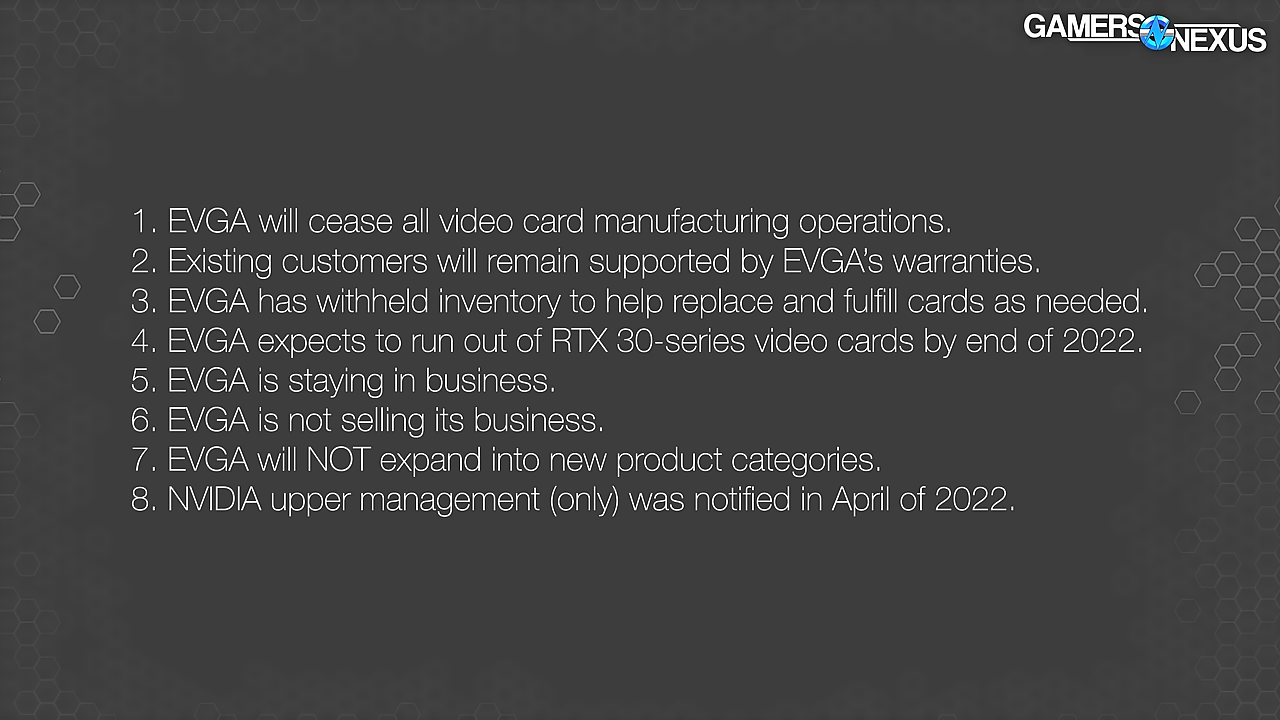 GAMERS NEXUS
1. EVGA will cease all video card manufacturing operations.
2. Existing customers will remain supported by EVGA's warranties.
3. EVGA has withheld inventory to help replace and fulfill cards as needed.
4. EVGA expects to run out of RTX 30-series video cards by end of 2022.
5. EVGA is staying in business.
6. EVGA is not selling its business.
7. EVGA will NOT expand into new product categories.
8. NVIDIA upper management (only) was notified in April of 2022.